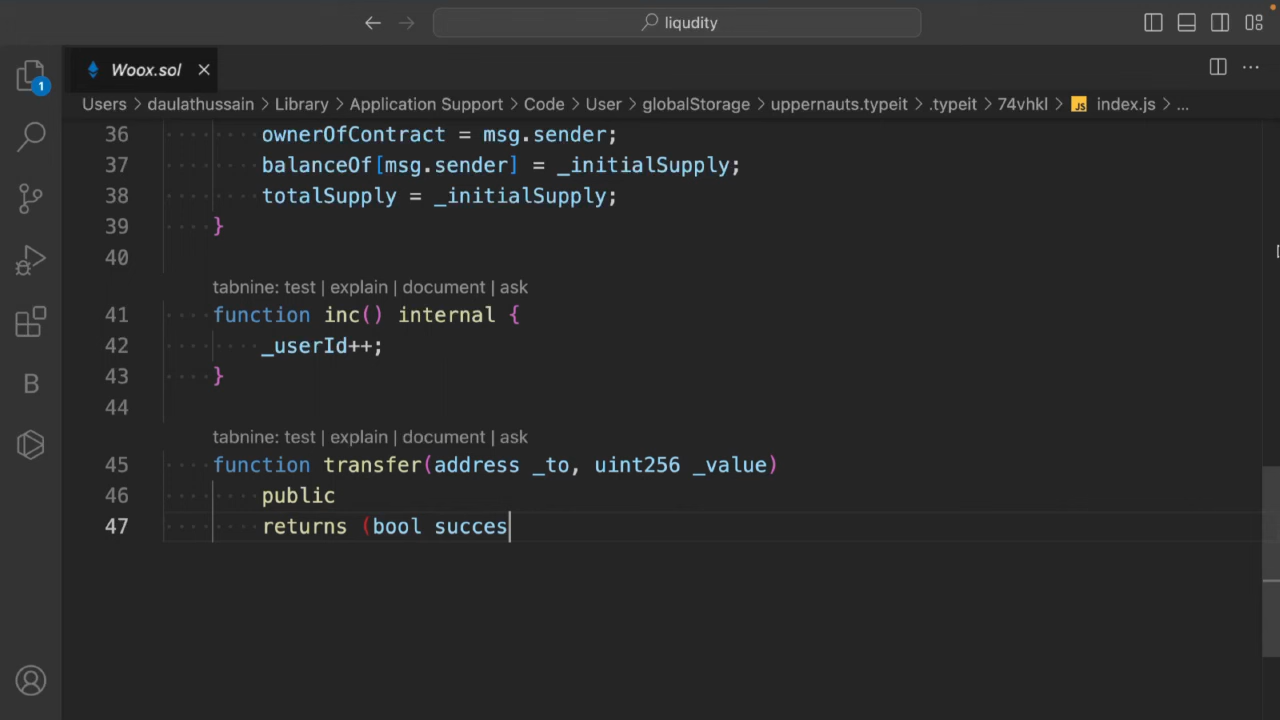 liqudity
1
Woox.sol
Users > daulathussain > Library > Application Support > Code > User > globalStorage > uppernauts.typeit > .typeit > 74vhkl > JS index.js > ...
36 ownerOfContract = msg.sender;
37 balanceOf[msg.sender] = _initialSupply;
38 totalSupply = _initialSupply;
39 }
40
tabnine: test | explain | document | ask
41 function inc() internal {
42 _userId++;
43 }
44
tabnine: test | explain | document | ask
45 function transfer(address _to, uint256 _value)
46 public
47 returns (bool succes
B